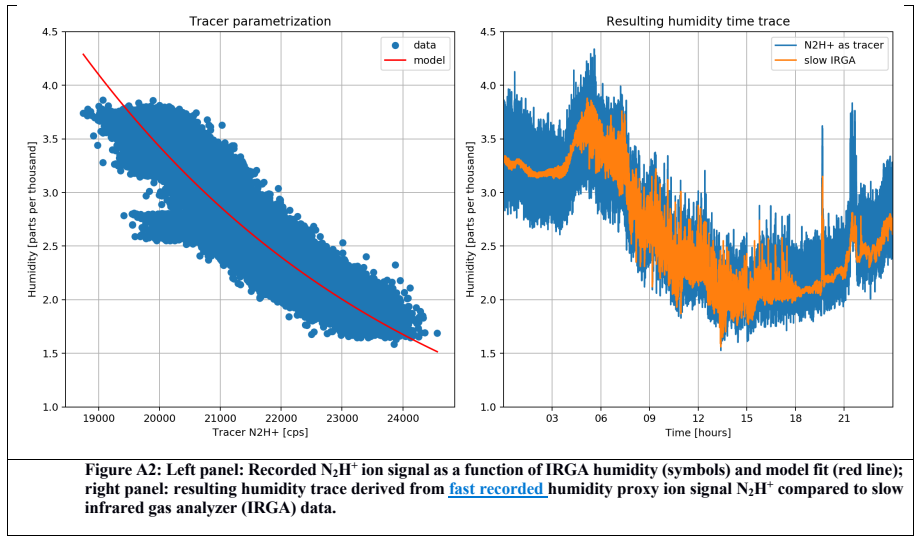 Tracer parametrization
4.5
4.0
3.5
3.0
2.5
2.0
1.5
1.0
Humidity [parts per thousand]
data
model
19000 20000 21000 22000 23000 24000
Tracer N2H+ [cps]
Resulting humidity time trace
4.5
4.0
3.5
3.0
2.5
2.0
1.5
1.0
Humidity [parts per thousand]
N2H+ as tracer
slow IRGA
03 06 09 12 15 18 21
Time [hours]
Figure A2: Left panel: Recorded N₂H⁺ ion signal as a function of IRGA humidity (symbols) and model fit (red line);
right panel: resulting humidity trace derived from fast recorded humidity proxy ion signal N₂H⁺ compared to slow
infrared gas analyzer (IRGA) data.